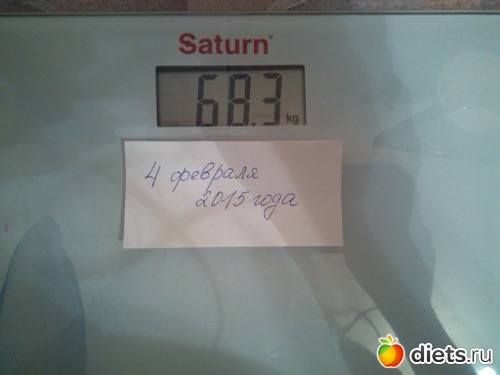 Saturn®
68.3 kg
4 февраля
2015 года
diets.ru